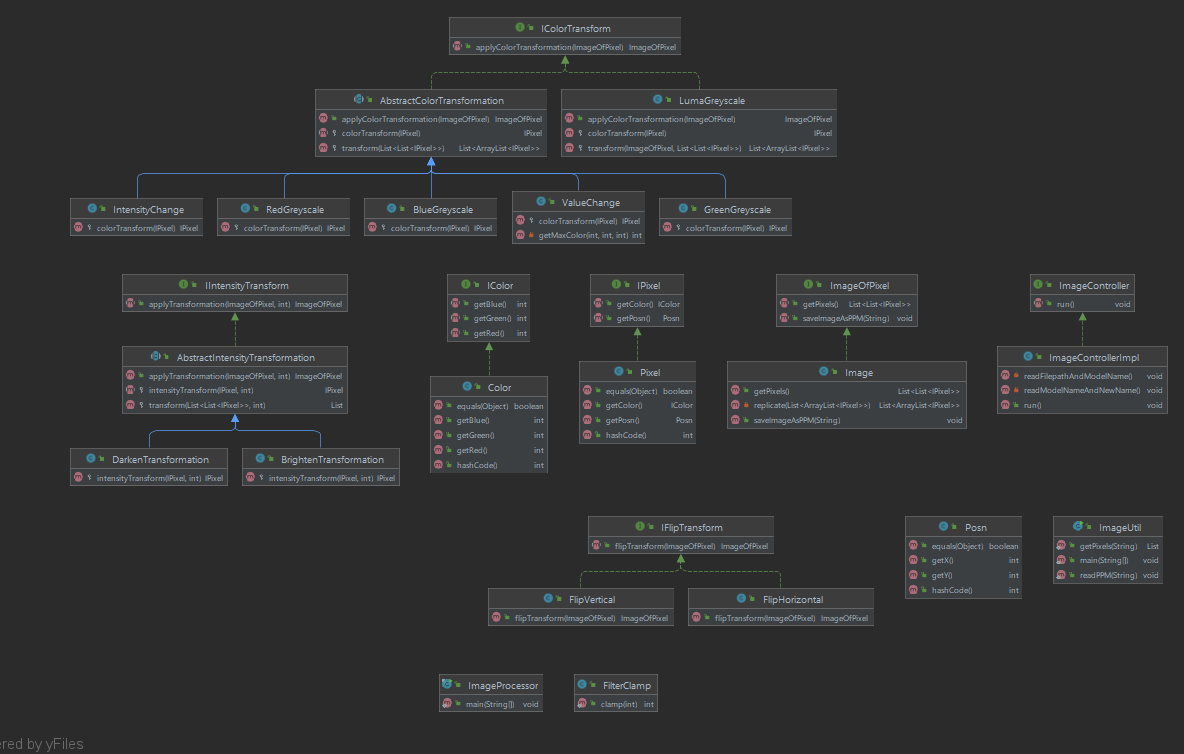 IColorTransform
applyColorTransformation(ImageOfPixel) ImageOfPixel
AbstractColorTransformation
applyColorTransformation(ImageOfPixel) ImageOfPixel
colorTransform(IPixel) IPixel
transform(List<List<IPixel>>) List<ArrayList<IPixel>>
LumaGreyscale
applyColorTransformation(ImageOfPixel) ImageOfPixel
colorTransform(IPixel) IPixel
transform(ImageOfPixel, List<List<IPixel>>) List<ArrayList<IPixel>>
IntensityChange
colorTransform(IPixel) IPixel
RedGreyscale
colorTransform(IPixel) IPixel
BlueGreyscale
colorTransform(IPixel) IPixel
ValueChange
colorTransform(IPixel) IPixel
getMaxColor(int, int, int) int
GreenGreyscale
colorTransform(IPixel) IPixel
IIntensityTransform
applyTransformation(ImageOfPixel, int) ImageOfPixel
IColor
getBlue() int
getGreen() int
getRed() int
IPixel
getColor() IColor
getPosn() Posn
ImageOfPixel
getPixels() List<List<IPixel>>
saveImageAsPPM(String) void
ImageController
run() void
AbstractIntensityTransformation
applyTransformation(ImageOfPixel, int) ImageOfPixel
intensityTransform(IPixel, int) IPixel
transform(List<List<IPixel>>, int) List
Color
equals(Object) boolean
getBlue() int
getGreen() int
getRed() int
hashCode() int
Pixel
equals(Object) boolean
getColor() IColor
getPosn() Posn
hashCode() int
Image
getPixels() List<List<IPixel>>
replicate(List<ArrayList<IPixel>>) List<ArrayList<IPixel>>
saveImageAsPPM(String) void
ImageControllerImpl
readFilepathAndModelName() void
readModelNameAndNewName() void
run() void
DarkenTransformation
intensityTransform(IPixel, int) IPixel
BrightenTransformation
intensityTransform(IPixel, int) IPixel
IFlipTransform
flipTransform(ImageOfPixel) ImageOfPixel
Posn
equals(Object) boolean
getX() int
getY() int
hashCode() int
ImageUtil
getPixels(String) List
main(String[]) void
readPPM(String) void
FlipVertical
flipTransform(ImageOfPixel) ImageOfPixel
FlipHorizontal
flipTransform(ImageOfPixel) ImageOfPixel
ImageProcessor
main(String[]) void
FilterClamp
clamp(int) int
ered by yFiles